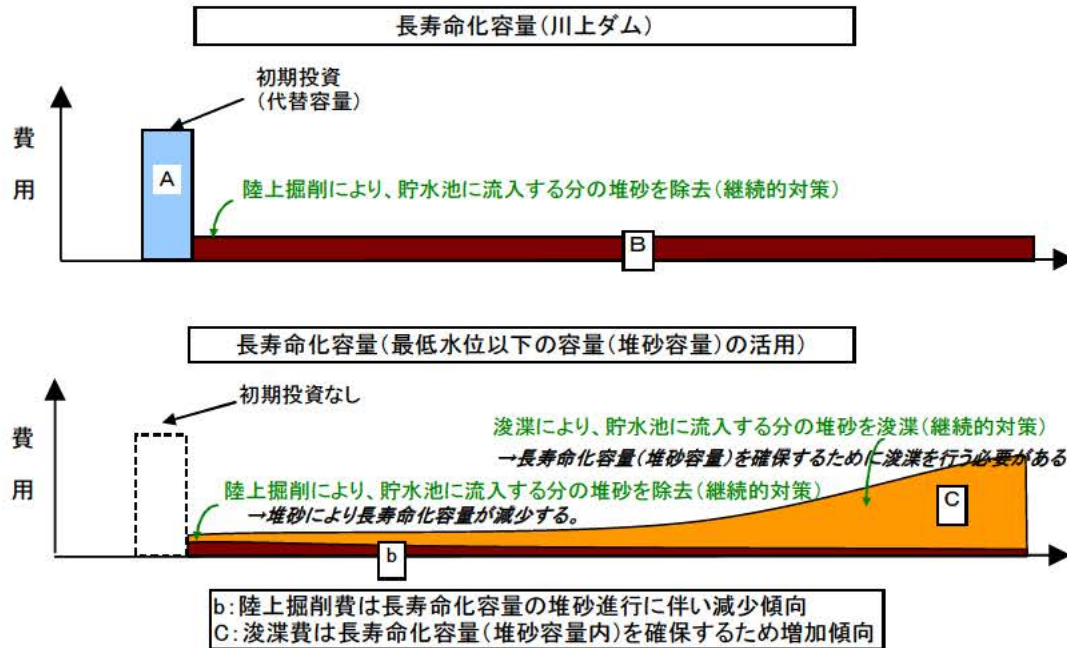 長寿命化容量(川上ダム)
初期投資
(代替容量)
費
用
A
陸上掘削により、貯水池に流入する分の堆砂を除去(継続的対策)
B
長寿命化容量(最低水位以下の容量(堆砂容量)の活用)
初期投資なし
費
用
浚渫により、貯水池に流入する分の堆砂を浚渫(継続的対策)
→長寿命化容量(堆砂容量)を確保するために浚渫を行う必要がある
陸上掘削により、貯水池に流入する分の堆砂を除去(継続的対策)
→堆砂により長寿命化容量が減少する。
C
b
b:陸上掘削費は長寿命化容量の堆砂進行に伴い減少傾向
C:浚渫費は長寿命化容量(堆砂容量内)を確保するため増加傾向